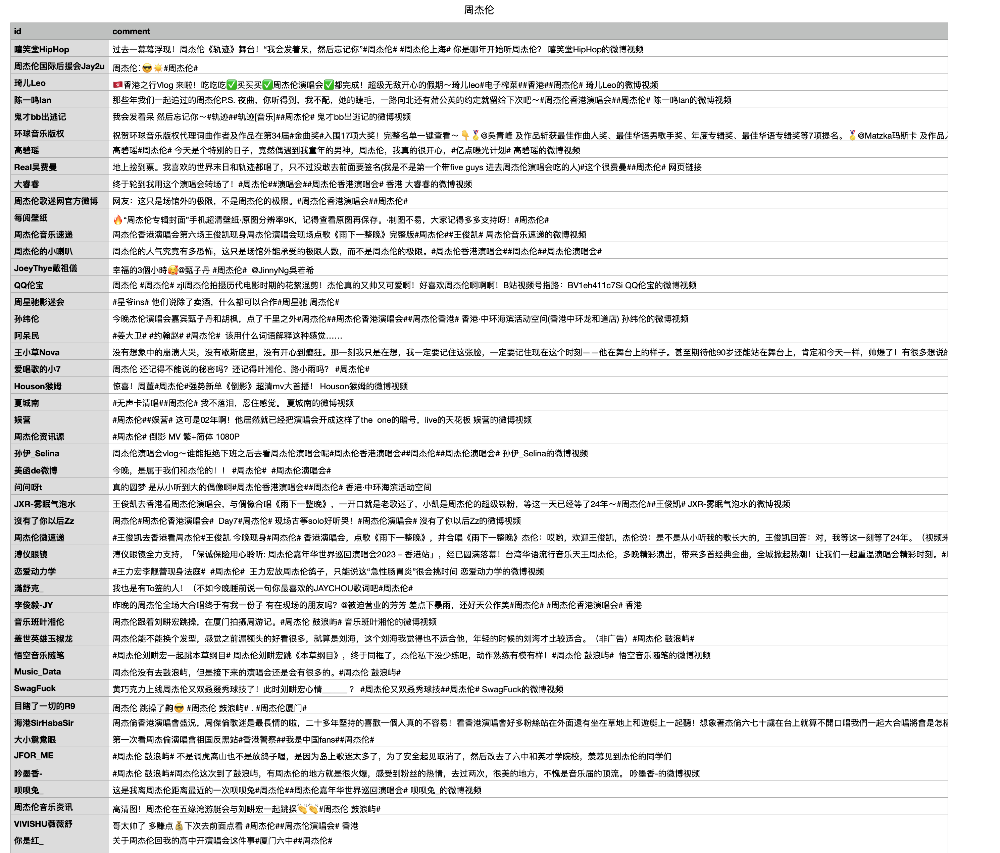 周杰伦
id comment
嘻笑堂HipHop 过去一幕幕浮现！周杰伦《轨迹》舞台！“我会发着呆，然后忘记你”#周杰伦# #周杰伦上海# 你是哪年开始听周杰伦？ 嘻笑堂HipHop的微博视频
周杰伦国际后援会Jay2u 周杰伦：😎☀️#周杰伦#
琦儿Leo 🇭🇰香港之行Vlog 来啦！吃吃吃✅买买买✅周杰伦演唱会✅都完成！超级无敌开心的假期～琦儿leo#电子榨菜##香港##周杰伦# 琦儿Leo的微博视频
陈一鸣Ian 那些年我们一起追过的周杰伦P.S. 夜曲，你听得到，我不配，她的睫毛，一路向北还有蒲公英的约定就留给下次吧～#周杰伦香港演唱会##周杰伦# 陈一鸣Ian的微博视频
鬼才bb出逃记 我会发着呆 然后忘记你～#轨迹##轨迹[音乐]##周杰伦# 鬼才bb出逃记的微博视频
环球音乐版权 祝贺环球音乐版权代理词曲作者及作品在第34届#金曲奖#入围17项大奖！完整名单一键查看～ 👇🏅@吳青峰 及作品斩获最佳作曲人奖、最佳华语男歌手奖、年度专辑奖、最佳华语专辑奖等7项提名。🏅@Matzka玛斯卡 及作品入
高碧瑶 高碧瑶#周杰伦# 今天是个特别的日子，竟然偶遇到我童年的男神，周杰伦，我真的很开心，#亿点曝光计划# 高碧瑶的微博视频
Real吴费曼 地上捡到票。我喜欢的世界末日和轨迹都唱了，只不过没敢去前面要签名(我是不是第一个带five guys 进去周杰伦演唱会吃的人)#这个很费曼##周杰伦# 网页链接
大睿睿 终于轮到我用这个演唱会转场了！#周杰伦##演唱会##周杰伦香港演唱会# 香港 大睿睿的微博视频
周杰伦歌迷网官方微博 网友：这只是场馆外的极限，不是周杰伦的极限。#周杰伦香港演唱会##周杰伦#
每阅壁纸 🔥“周杰伦专辑封面”手机超清壁纸·原图分辨率9K，记得查看原图再保存。·制图不易，大家记得多多支持呀！#周杰伦#
周杰伦音乐速递 周杰伦香港演唱会第六场王俊凯现身周杰伦演唱会现场点歌《雨下一整晚》完整版#周杰伦##王俊凯# 周杰伦音乐速递的微博视频
周杰伦的小喇叭 周杰伦的人气究竟有多恐怖，这只是场馆外能承受的极限人数，而不是周杰伦的极限。#周杰伦香港演唱会##周杰伦##周杰伦演唱会#
JoeyThye戴祖儀 幸福的3個小時🥰@甄子丹 #周杰伦# @JinnyNg吳若希
QQ伦宝 周杰伦 #周杰伦# zjl周杰伦拍摄历代电影时期的花絮混剪！杰伦真的又帅又可爱啊！好喜欢周杰伦啊啊啊！B站视频号指路：BV1eh411c7Si QQ伦宝的微博视频
周星驰影迷会 #星爷ins# 他们说除了卖酒，什么都可以合作#周星驰 周杰伦#
孙纬伦 今晚杰伦演唱会嘉宾甄子丹和胡枫，点了千里之外#周杰伦##周杰伦香港演唱会##周杰伦香港# 香港·中环海滨活动空间(香港中环龙和道店) 孙纬伦的微博视频
阿呆民 #姜大卫# #约翰赵# #周杰伦# 该用什么词语解释这种感觉……
王小草Nova 没有想象中的崩溃大哭，没有歇斯底里，没有开心到癫狂。那一刻我只是在想，我一定要记住这张脸，一定要记住现在这个时刻——他在舞台上的样子。甚至期待他90岁还能站在舞台上，肯定和今天一样，帅爆了！有很多想说的
爱唱歌的小7 周杰伦 还记得不能说的秘密吗？还记得叶湘伦、路小雨吗？ #周杰伦#
Houson猴姆 惊喜！周董#周杰伦#强势新单《倒影》超清mv大首播！ Houson猴姆的微博视频
夏城南 #无声卡清唱##周杰伦# 我不落泪，忍住感觉。 夏城南的微博视频
娱营 #周杰伦##娱营# 这可是02年啊！他居然就已经把演唱会开成这样了the one的暗号，live的天花板 娱营的微博视频
周杰伦资讯源 #周杰伦# 倒影 MV 繁+简体 1080P
孙伊_Selina 周杰伦演唱会vlog～谁能拒绝下班之后去看周杰伦演唱会呢#周杰伦香港演唱会##周杰伦##周杰伦演唱会# 孙伊_Selina的微博视频
美函de微博 今晚，是属于我们和杰伦的！！ #周杰伦# #周杰伦演唱会#
问问呀t 真的圆梦 是从小听到大的偶像啊#周杰伦香港演唱会##周杰伦# 香港·中环海滨活动空间
JXR-雾眠气泡水 王俊凯去香港看周杰伦演唱会，与偶像合唱《雨下一整晚》，一开口就是老歌迷了，小凯是周杰伦的超级铁粉，等这一天已经等了24年～#周杰伦##王俊凯# JXR-雾眠气泡水的微博视频
沒有了你以后Zz 周杰伦#周杰伦香港演唱会# Day7#周杰伦# 现场古筝solo好听哭！#周杰伦演唱会# 沒有了你以后Zz的微博视频
周杰伦微速递 #王俊凯去香港看周杰伦#王俊凯 今晚现身#周杰伦# 香港演唱会，点歌《雨下一整晚》，并合唱《雨下一整晚》杰伦：哎哟，欢迎王俊凯，杰伦说：是不是从小听我的歌长大的，王俊凯回答：对，我等这一刻等了24年。（视频来
溥仪眼镜 溥仪眼镜全力支持，「保诚保险用心聆听: 周杰伦嘉年华世界巡回演唱会2023 – 香港站」，经已圆满落幕！台湾华语流行音乐天王周杰伦，多晚精彩演出，带来多首经典金曲，全城掀起热潮！让我们一起重温演唱会精彩时刻。#周
恋爱动力学 #王力宏李靓蕾现身法庭# #周杰伦# 王力宏放周杰伦鸽子，只能说这“急性肠胃炎”很会挑时间 恋爱动力学的微博视频
滿舒克_ 我也是有To签的人！（不如今晚睡前说一句你最喜欢的JAYCHOU歌词吧#周杰伦#
李俊毅-JY 昨晚的周杰伦全场大合唱终于有我一份子 有在现场的朋友吗？@被迫营业的芳芳 差点下暴雨，还好天公作美#周杰伦# #周杰伦香港演唱会# 香港
音乐班叶湘伦 周杰伦跟着刘畊宏跳操，在厦门拍摄周游记。#周杰伦 鼓浪屿# 音乐班叶湘伦的微博视频
盖世英雄玉椒龙 周杰伦能不能换个发型，感觉之前漏额头的好看很多，就算是刘海，这个刘海我觉得也不适合他，年轻的时候的刘海才比较适合。（非广告）#周杰伦 鼓浪屿#
悟空音乐随笔 #周杰伦刘畊宏一起跳本草纲目# 周杰伦刘畊宏跳《本草纲目》，终于同框了，杰伦私下没少练吧，动作熟练有模有样！#周杰伦 鼓浪屿# 悟空音乐随笔的微博视频
Music_Data 周杰伦没有去鼓浪屿，但是接下来的演唱会还是会有很多的。#周杰伦 鼓浪屿#
SwagFuck 黄巧克力上线周杰伦又双叒叕秀球技了！此时刘畊宏心情______？ #周杰伦又双叒秀球技##周杰伦# SwagFuck的微博视频
目睹了一切的R9 周杰伦 跳操了齁😎 #周杰伦 鼓浪屿# . #周杰伦厦门#
海港SirHabaSir 周杰倫香港演唱會盛況，周傑倫歌迷是最長情的啦，二十多年堅持的喜歡一個人真的不容易！看香港演唱會好多粉絲站在外面還有坐在草地上和遊艇上一起聽！想象著杰倫六七十歲在台上就算不開口唱我們一起大合唱將會是怎樣
大小鴛鴦眼 第一次看周杰倫演唱會祖国反黑站#香港警察##我是中国fans##周杰伦#
JFOR_ME #周杰伦 鼓浪屿# 不是调虎离山也不是放鸽子喔，是因为岛上歌迷太多了，为了安全起见取消了，然后改去了六中和英才学院校，羡慕见到杰伦的同学们
吟墨香- #周杰伦 鼓浪屿#周杰伦这次到了鼓浪屿，有周杰伦的地方就是很火爆，感受到粉丝的热情，去过两次，很美的地方，不愧是音乐届的顶流。 吟墨香-的微博视频
呗呗兔_ 这是我离周杰伦距离最近的一次呗呗兔#周杰伦##周杰伦嘉年华世界巡回演唱会# 呗呗兔_的微博视频
周杰伦音乐资讯 高清图！周杰伦在五缘湾游艇会与刘畊宏一起跳操👏👏#周杰伦 鼓浪屿#
VIVISHU薇薇舒 哥太帅了 多赚点💰下次去前面点看 #周杰伦##周杰伦演唱会# 香港
你是红_ 关于周杰伦回我的高中开演唱会这件事#厦门六中##周杰伦#